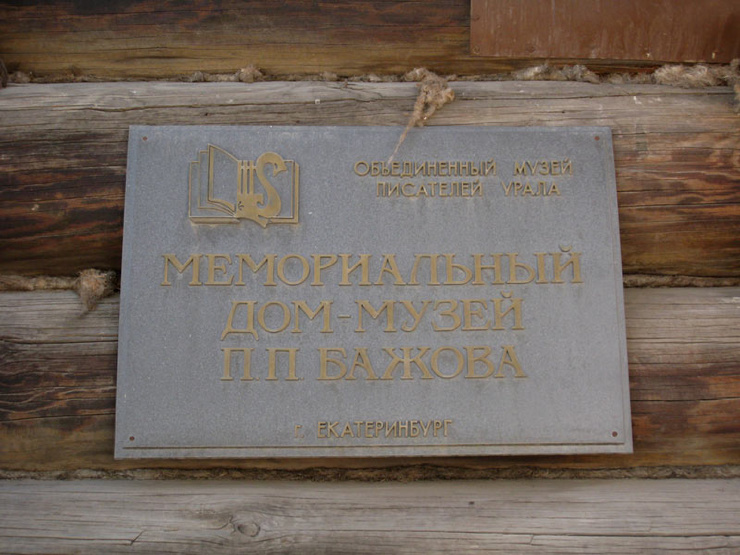 ОБЪЕДИНЕННЫЙ МУЗЕЙ
ПИСАТЕЛЕЙ УРАЛА
МЕМОРИАЛЬНЫЙ
ДОМ-МУЗЕЙ
П.П. БАЖОВА
г. ЕКАТЕРИНБУРГ